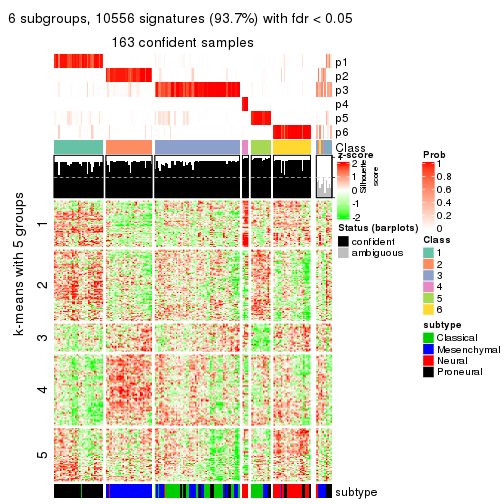 6 subgroups, 10556 signatures (93.7%) with fdr < 0.05
163 confident samples
p1
p2
p3
p4
p5
p6
Class
k-means with 5 groups
1
2
3
4
5
subtype
z-score
2
1
0
-1
-2
Silhouette
score
Status (barplots)
confident
ambiguous
Prob
1
0.8
0.6
0.4
0.2
0
Class
1
2
3
4
5
6
subtype
Classical
Mesenchymal
Neural
Proneural